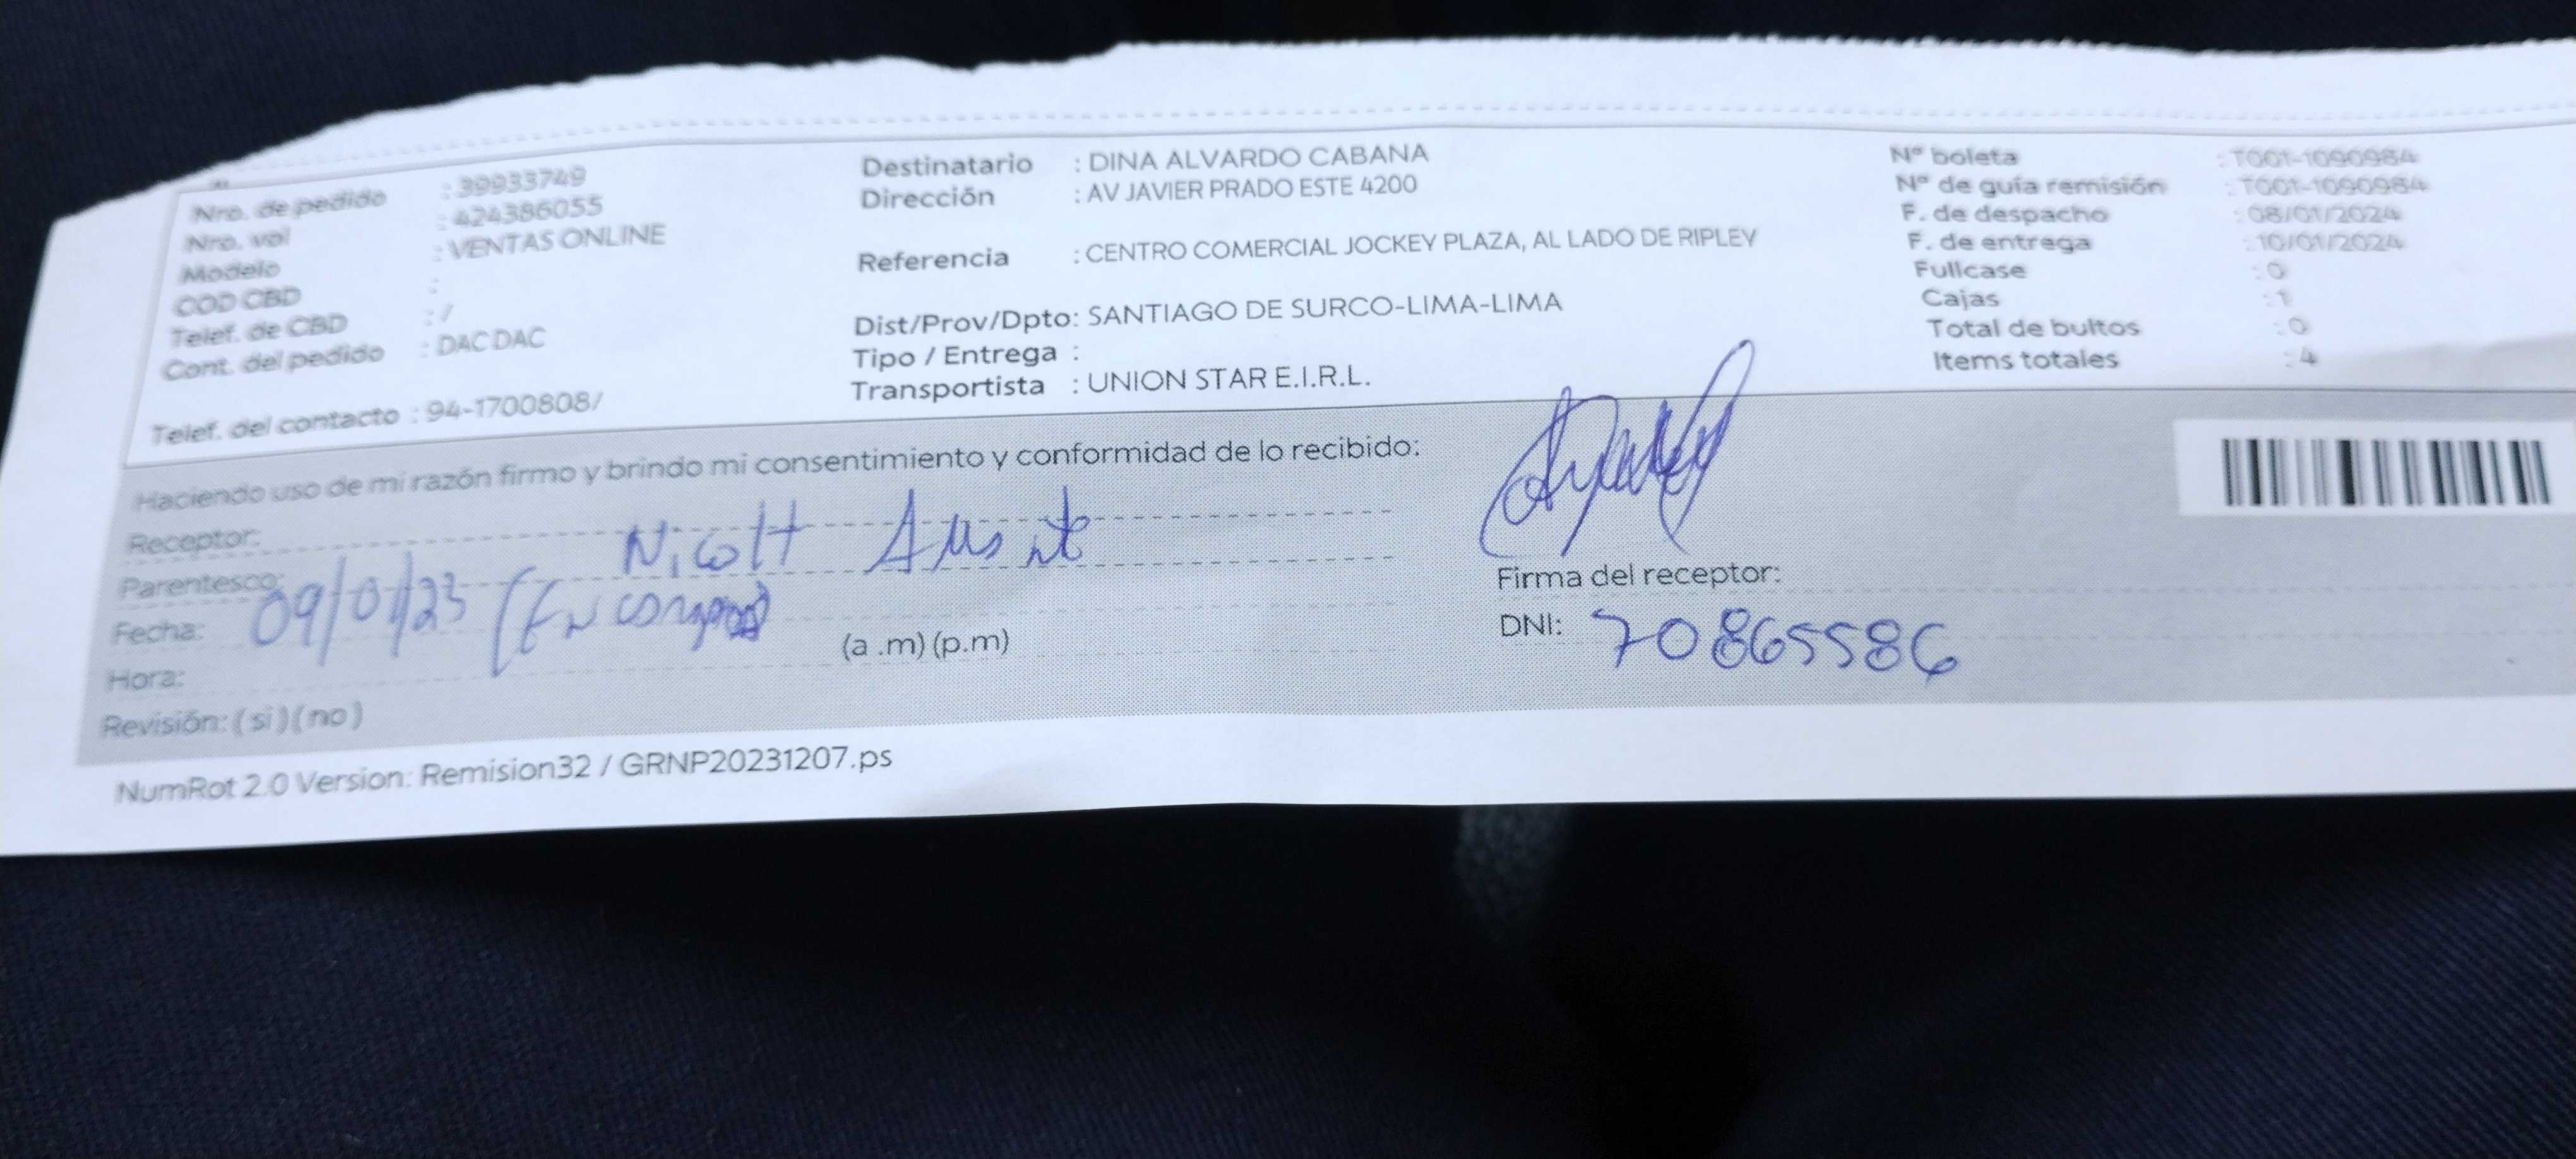 Nro. de pedido : 39933749
Nro. vol : 424386055
Modelo : VENTAS ONLINE
COD CBD :
Telef. de CBD : /
Cont. del pedido : DAC DAC
Telef. del contacto : 94-1700808/
Destinatario : DINA ALVARDO CABANA
Dirección : AV JAVIER PRADO ESTE 4200
Referencia : CENTRO COMERCIAL JOCKEY PLAZA, AL LADO DE RIPLEY
Dist/Prov/Dpto: SANTIAGO DE SURCO-LIMA-LIMA
Tipo / Entrega :
Transportista : UNION STAR E.I.R.L.
Nº boleta : T001-1090984
Nº de guía remisión : T001-1090984
F. de despacho : 08/01/2024
F. de entrega : 10/01/2024
Fullcase : 0
Cajas : 1
Total de bultos : 0
Items totales : 4
Haciendo uso de mi razón firmo y brindo mi consentimiento y conformidad de lo recibido:
Receptor: Nicolt
Parentesco:
Fecha: 09/01/23
Hora: (a .m) (p.m)
Revisión: ( si ) ( no )
Firma del receptor:
DNI: 70865586
NumRot 2.0 Version: Remision32 / GRNP20231207.ps